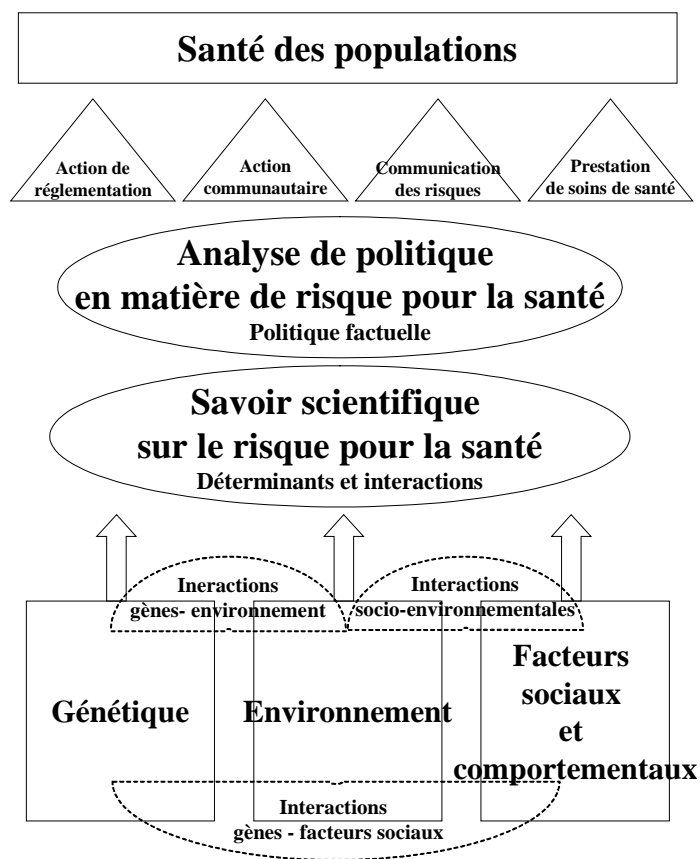 Santé des populations
Action de
réglementation
Action
communautaire
Communication
des risques
Prestation
de soins de santé
Analyse de politique
en matière de risque pour la santé
Politique factuelle
Savoir scientifique
sur le risque pour la santé
Déterminants et interactions
Ineractions
gènes- environnement
-
Interactions
socio-environnementales
-
Génétique
Environnement
Facteurs
sociaux
et
comportementaux
Interactions
gènes - facteurs sociaux